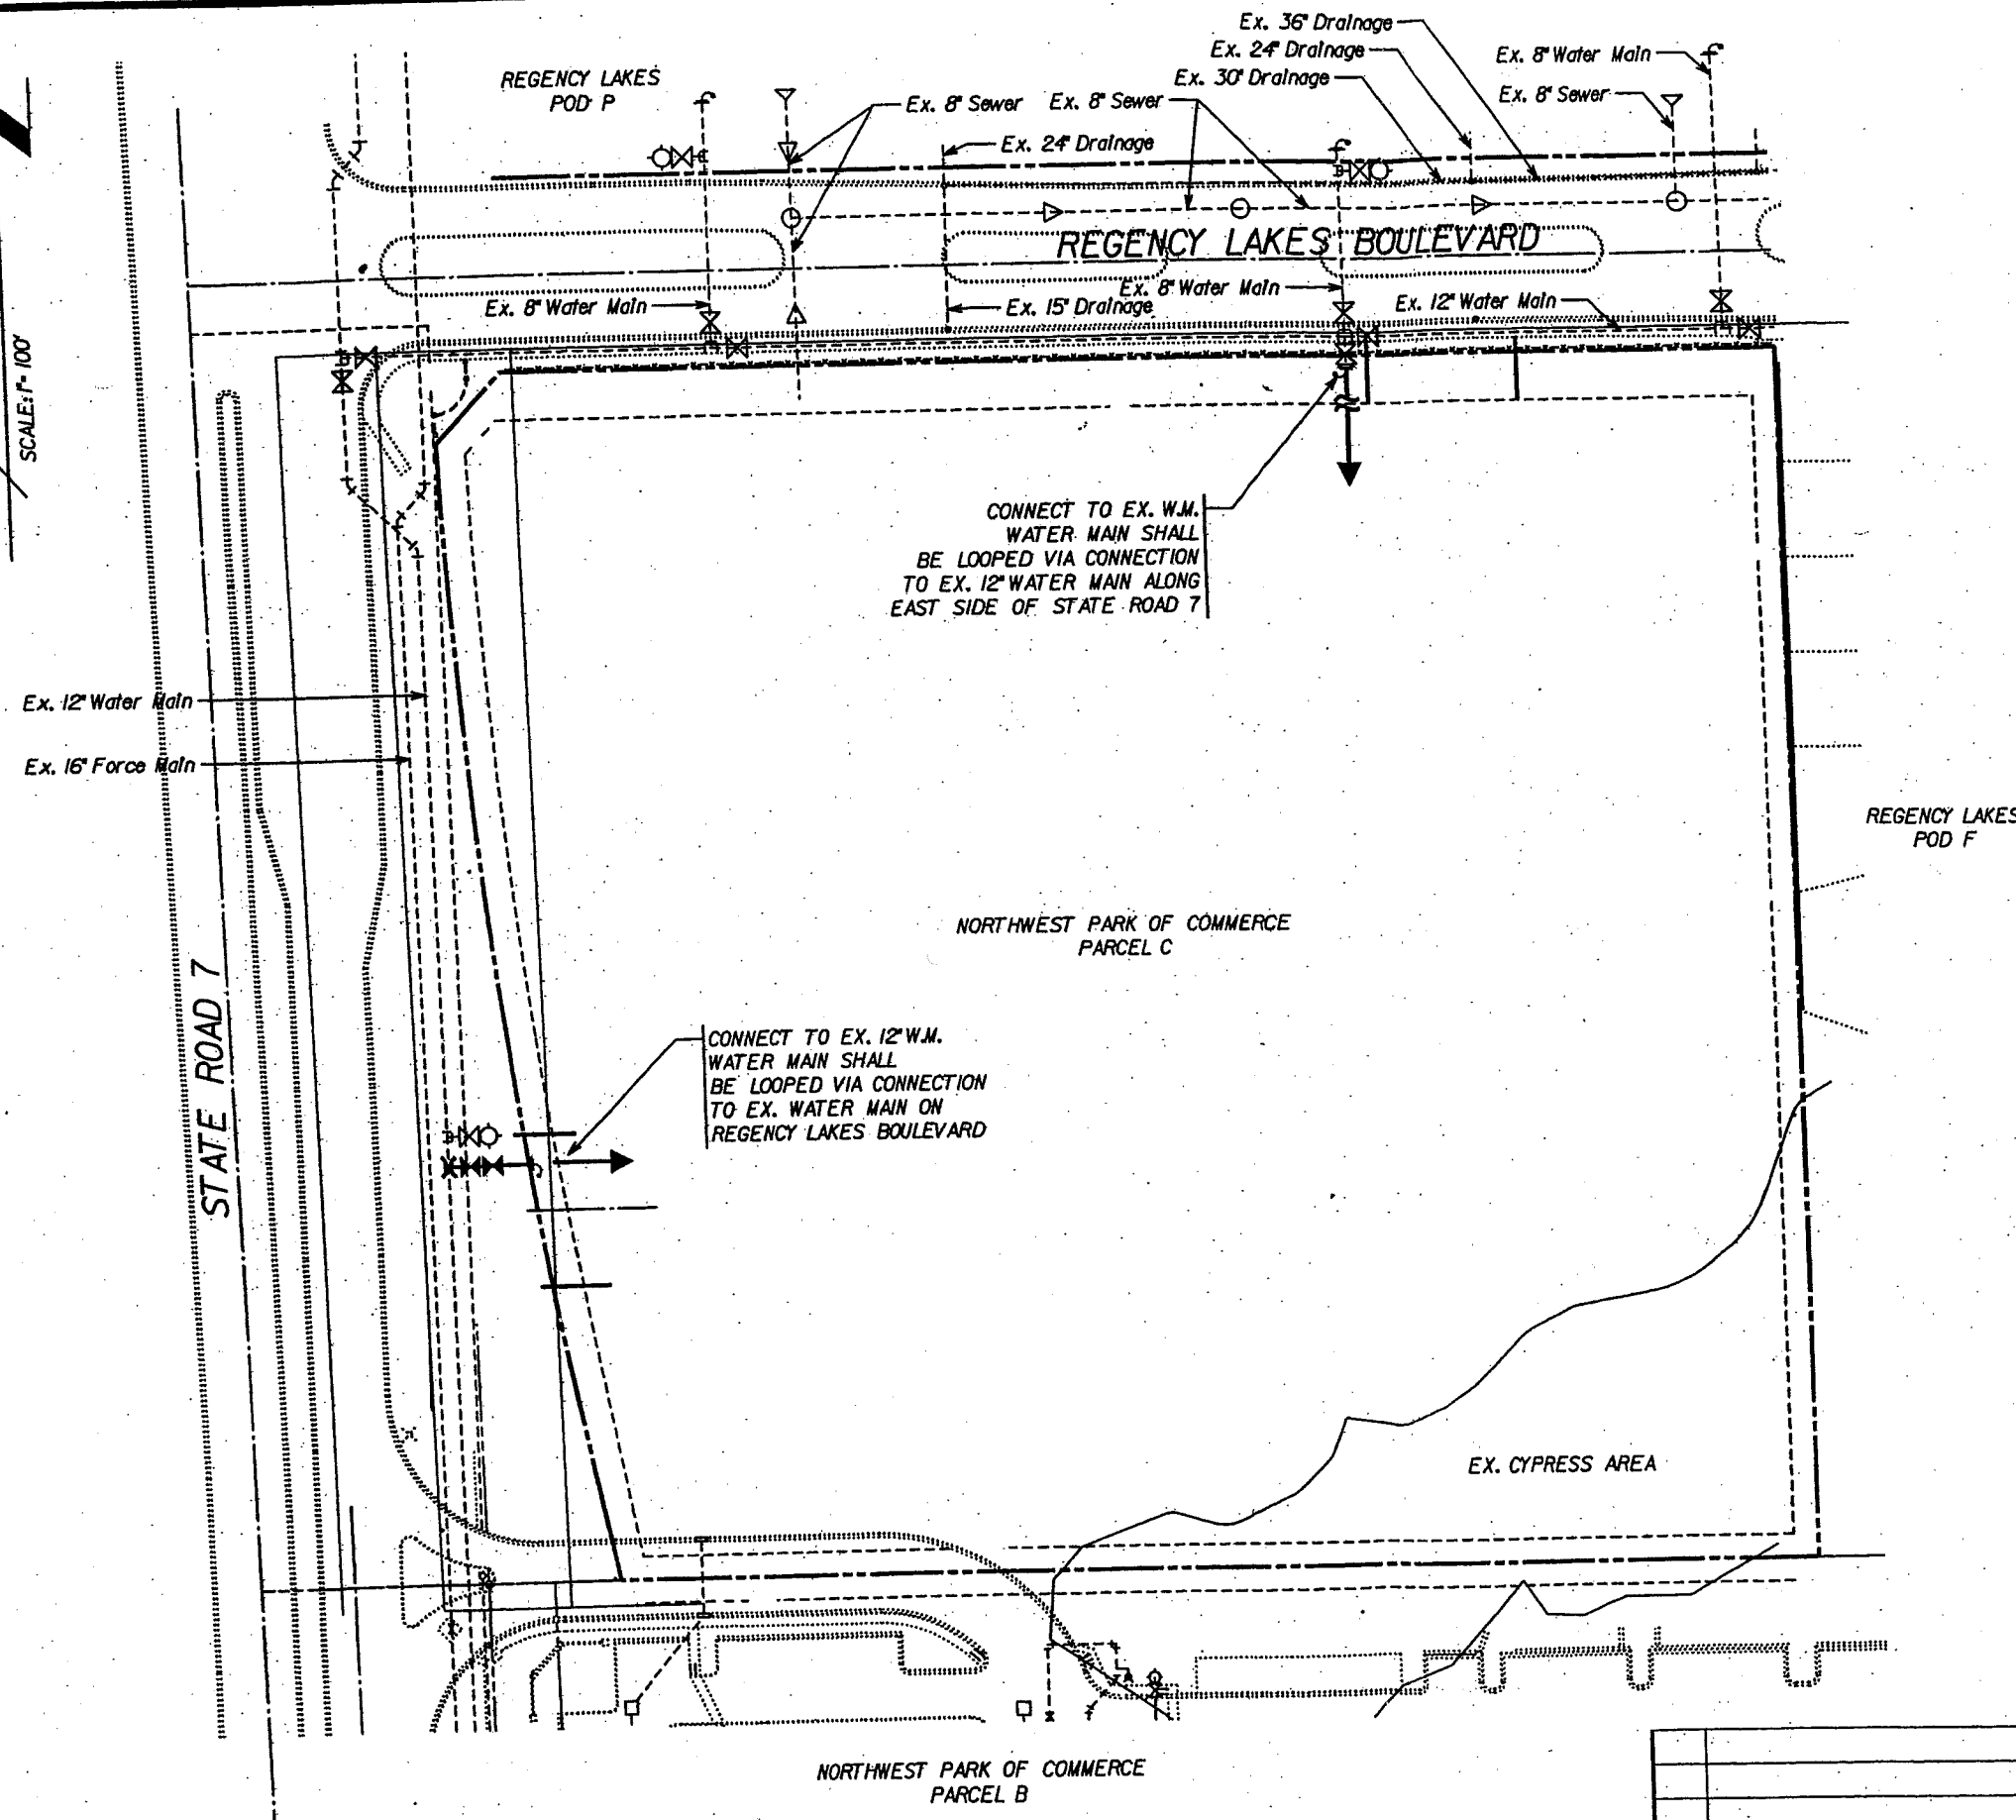 Ex. 36" Drainage
Ex. 24" Drainage
Ex. 30" Drainage
Ex. 8" Water Main
Ex. 8" Sewer
REGENCY LAKES
POD P
Ex. 8" Sewer
Ex. 8" Sewer
Ex. 24" Drainage
REGENCY LAKES BOULEVARD
Ex. 8" Water Main
Ex. 15" Drainage
Ex. 8" Water Main
Ex. 12" Water Main
SCALE: 1"= 100'
CONNECT TO EX. W.M.
WATER MAIN SHALL
BE LOOPED VIA CONNECTION
TO EX. 12" WATER MAIN ALONG
EAST SIDE OF STATE ROAD 7
Ex. 12" Water Main
Ex. 16" Force Main
REGENCY LAKES
POD F
NORTHWEST PARK OF COMMERCE
PARCEL C
STATE ROAD 7
CONNECT TO EX. 12" W.M.
WATER MAIN SHALL
BE LOOPED VIA CONNECTION
TO EX. WATER MAIN ON
REGENCY LAKES BOULEVARD
EX. CYPRESS AREA
NORTHWEST PARK OF COMMERCE
PARCEL B